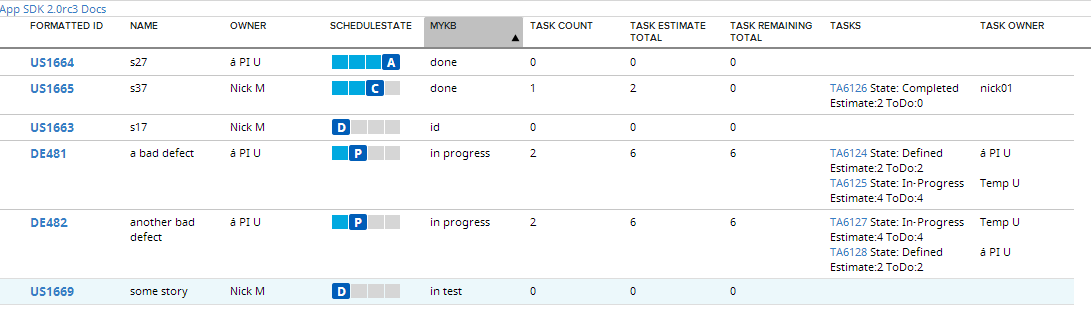 App SDK 2.0rc3 Docs
FORMATTED ID NAME OWNER SCHEDULESTATE MYKB TASK COUNT TASK ESTIMATE TOTAL TASK REMAINING TOTAL TASKS TASK OWNER
US1664 s27 á PI U A done 0 0 0
US1665 s37 Nick M C done 1 2 0 TA6126 State: Completed nick01
Estimate:2 ToDo:0
US1663 s17 Nick M D id 0 0 0
DE481 a bad defect á PI U P in progress 2 6 6 TA6124 State: Defined á PI U
Estimate:2 ToDo:2
TA6125 State: In-Progress Temp U
Estimate:4 ToDo:4
DE482 another bad defect á PI U P in progress 2 6 6 TA6127 State: In-Progress Temp U
Estimate:4 ToDo:4
TA6128 State: Defined á PI U
Estimate:2 ToDo:2
US1669 some story Nick M D in test 0 0 0